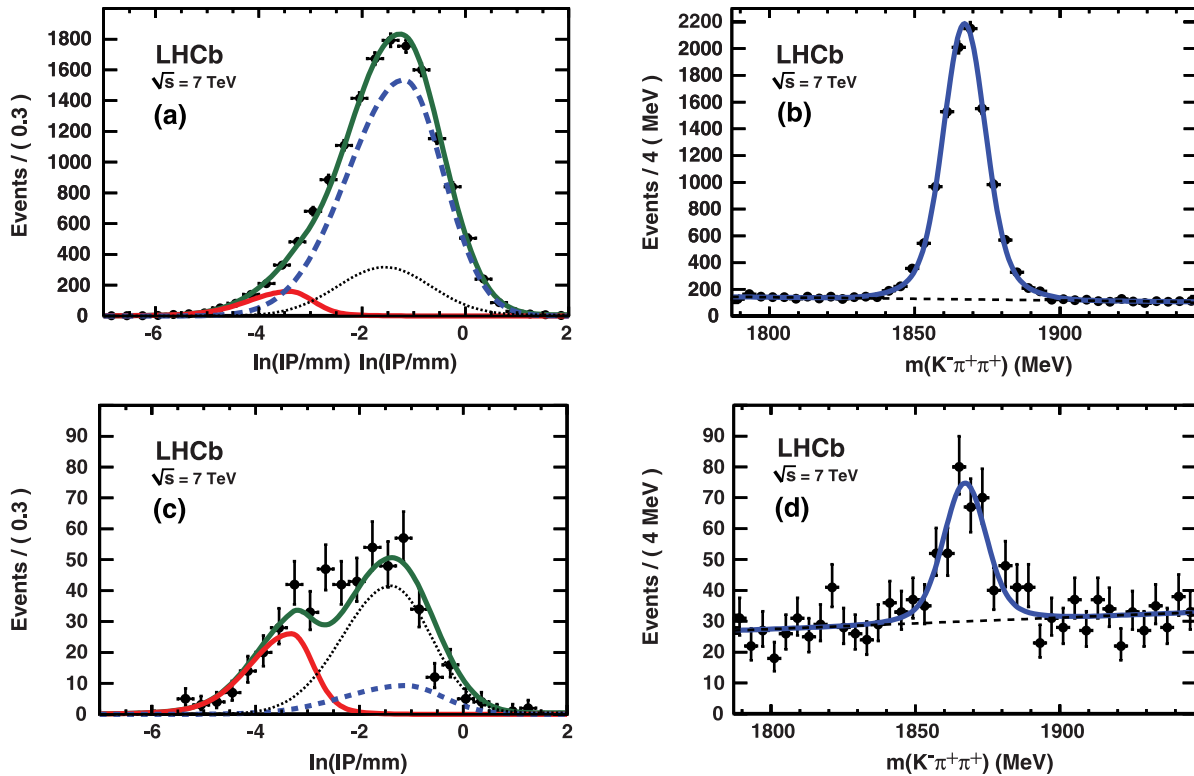 Events / ( 0.3 )
1800
1600
1400
1200
1000
800
600
400
200
0
LHCb
√s = 7 TeV
(a)
-6 -4 -2 0 2
ln(IP/mm) ln(IP/mm)
Events / 4 ( MeV )
2200
2000
1800
1600
1400
1200
1000
800
600
400
200
0
LHCb
√s = 7 TeV
(b)
1800 1850 1900
m(K⁻π⁺π⁺) (MeV)
Events / ( 0.3 )
90
80
70
60
50
40
30
20
10
0
LHCb
√s = 7 TeV
(c)
-6 -4 -2 0 2
ln(IP/mm)
Events / ( 4 MeV )
90
80
70
60
50
40
30
20
10
0
LHCb
√s = 7 TeV
(d)
1800 1850 1900
m(K⁻π⁺π⁺) (MeV)